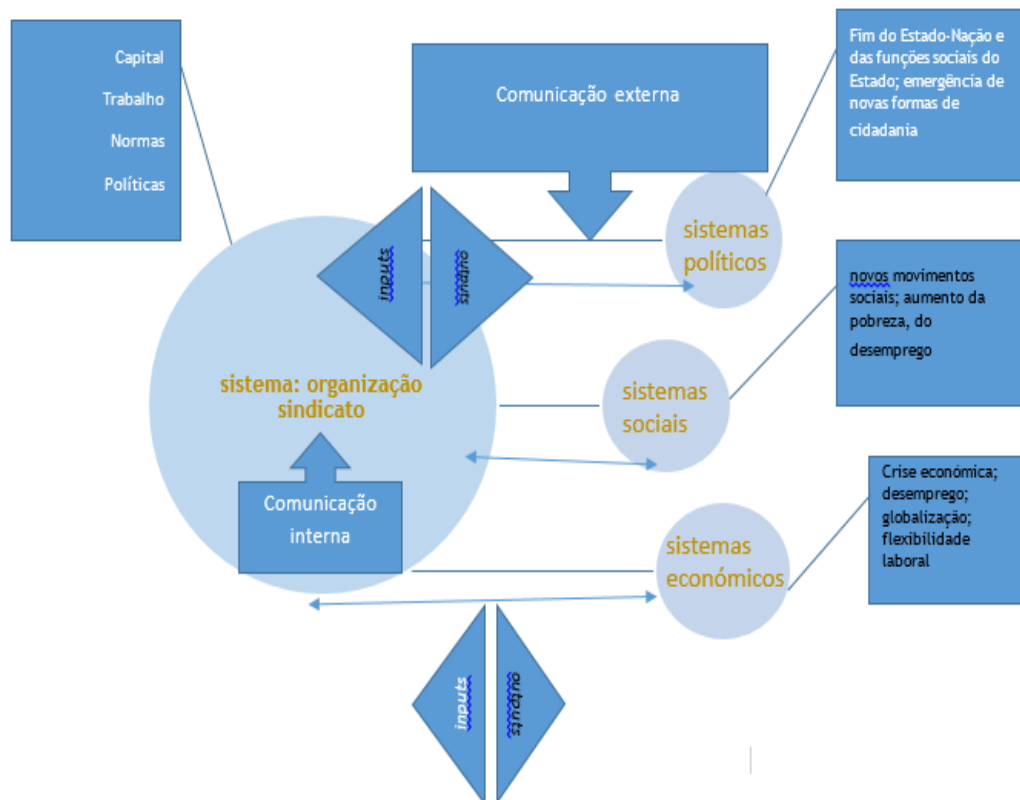 Capital
Trabalho
Normas
Políticas
Comunicação externa
Fim do Estado-Nação e
das funções sociais do
Estado; emergência de
novas formas de
cidadania
inputs
outputs
sistemas
políticos
novos movimentos
sociais; aumento da
pobreza, do
desemprego
sistema: organização
sindicato
sistemas
sociais
Comunicação
interna
sistemas
económicos
Crise económica;
desemprego;
globalização;
flexibilidade
laboral
inputs
outputs